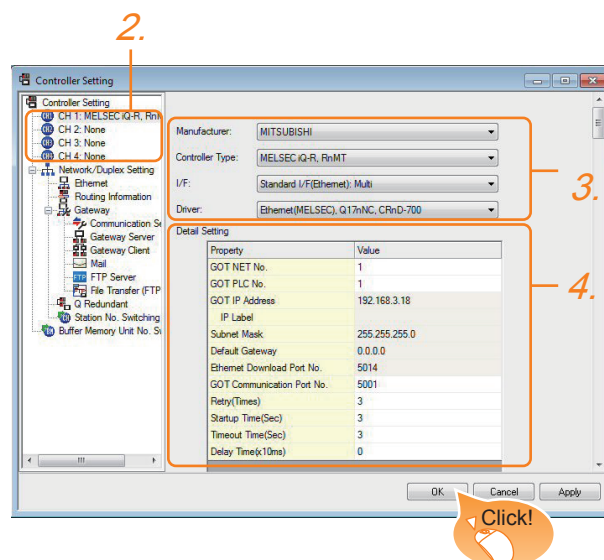 2.
Controller Setting
Controller Setting
CH 1: MELSEC iQ-R, RnM
CH 2: None
CH 3: None
CH 4: None
Network/Duplex Setting
Ethernet
Routing Information
Gateway
Communication Se
Gateway Server
Gateway Client
Mail
FTP Server
File Transfer (FTP
Q Redundant
Station No. Switching
Buffer Memory Unit No. Sw
Manufacturer: MITSUBISHI
Controller Type: MELSEC iQ-R, RnMT
I/F: Standard I/F(Ethernet): Multi
Driver: Ethernet(MELSEC), Q17nNC, CRnD-700
3.
Detail Setting
Property Value
GOT NET No. 1
GOT PLC No. 1
GOT IP Address 192.168.3.18
IP Label
Subnet Mask 255.255.255.0
Default Gateway 0.0.0.0
Ethernet Download Port No. 5014
GOT Communication Port No. 5001
Retry(Times) 3
Startup Time(Sec) 3
Timeout Time(Sec) 3
Delay Time(x10ms) 0
4.
OK Cancel Apply
Click!